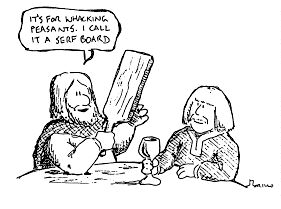 IT'S FOR WHACKING
PEASANTS. I CALL
IT A SERF BOARD